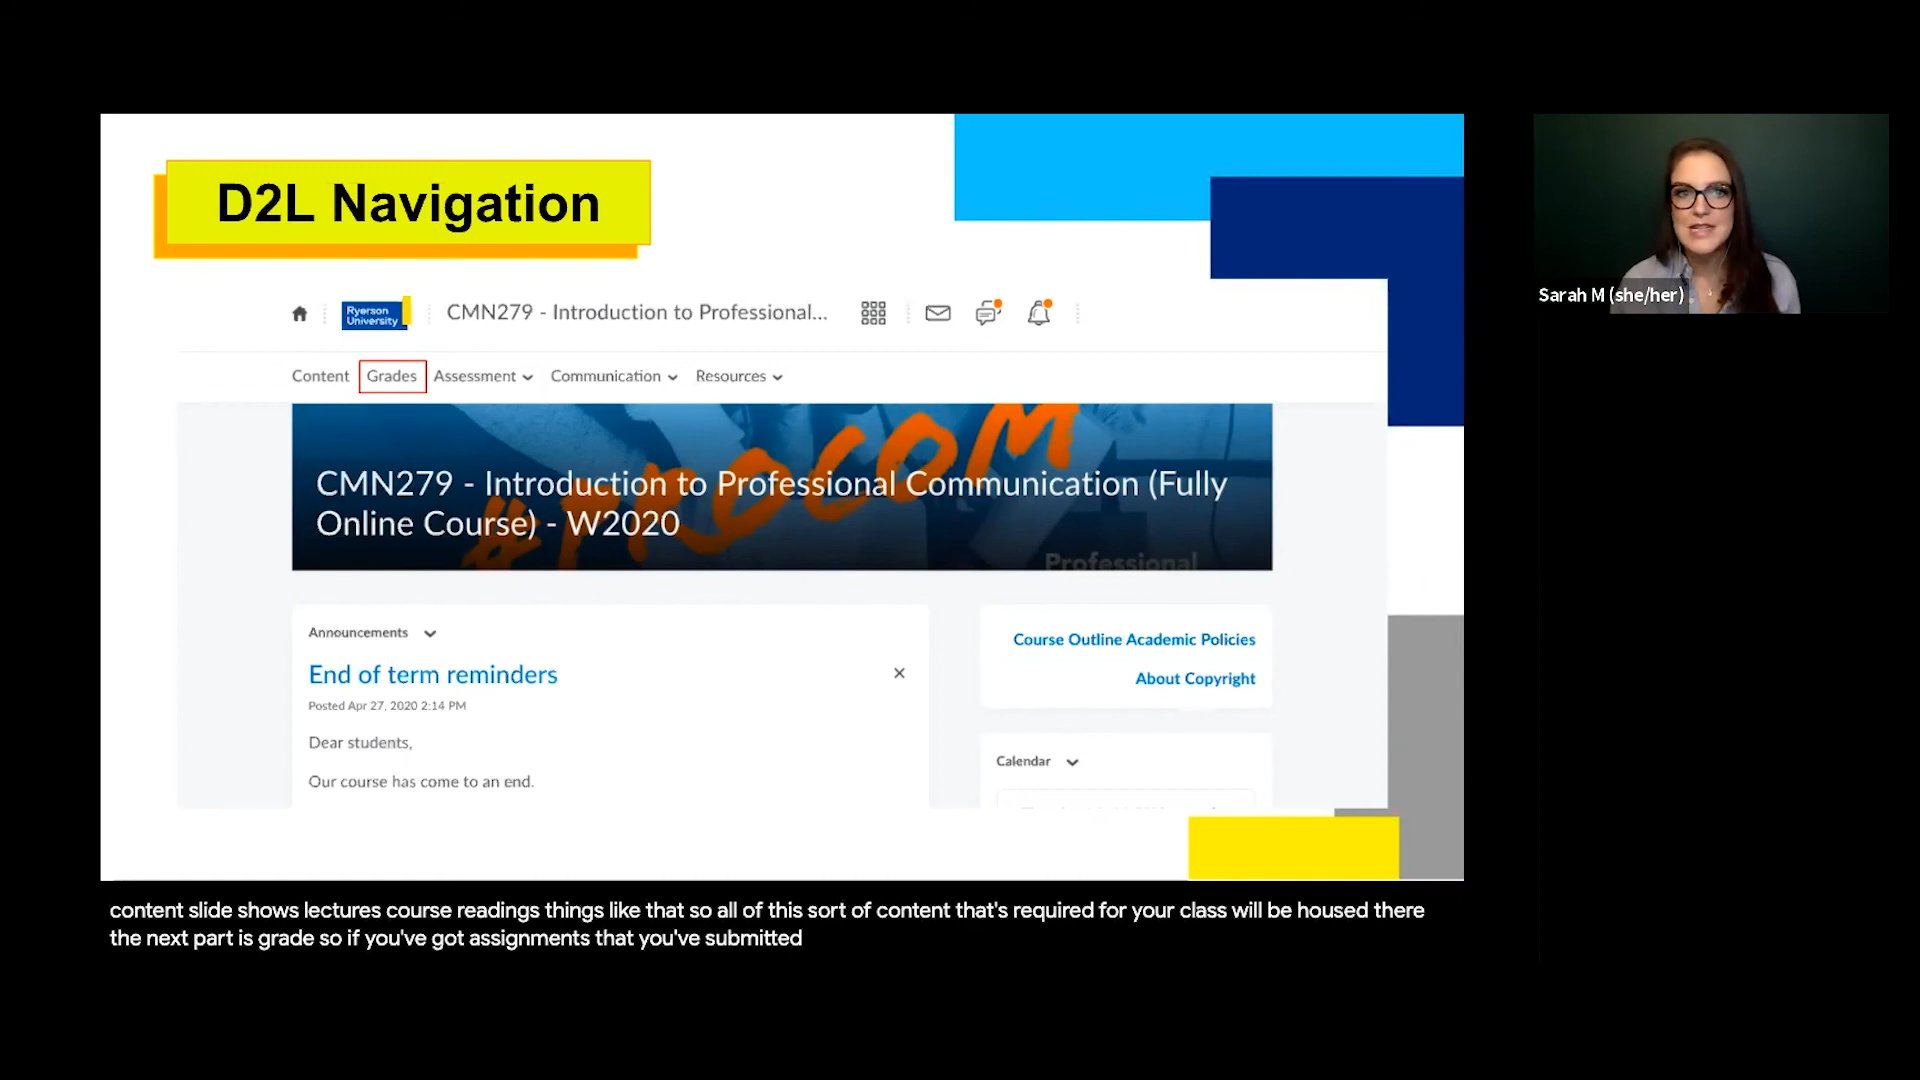 D2L Navigation
Ryerson
University
CMN279 - Introduction to Professional...
Content Grades Assessment Communication Resources
CMN279 - Introduction to Professional Communication (Fully
Online Course) - W2020
#PROCOM
Professional
Announcements
End of term reminders
Posted Apr 27, 2020 2:14 PM
Dear students,
Our course has come to an end.
Course Outline Academic Policies
About Copyright
Calendar
Sarah M (she/her)
content slide shows lectures course readings things like that so all of this sort of content that's required for your class will be housed there
the next part is grade so if you've got assignments that you've submitted